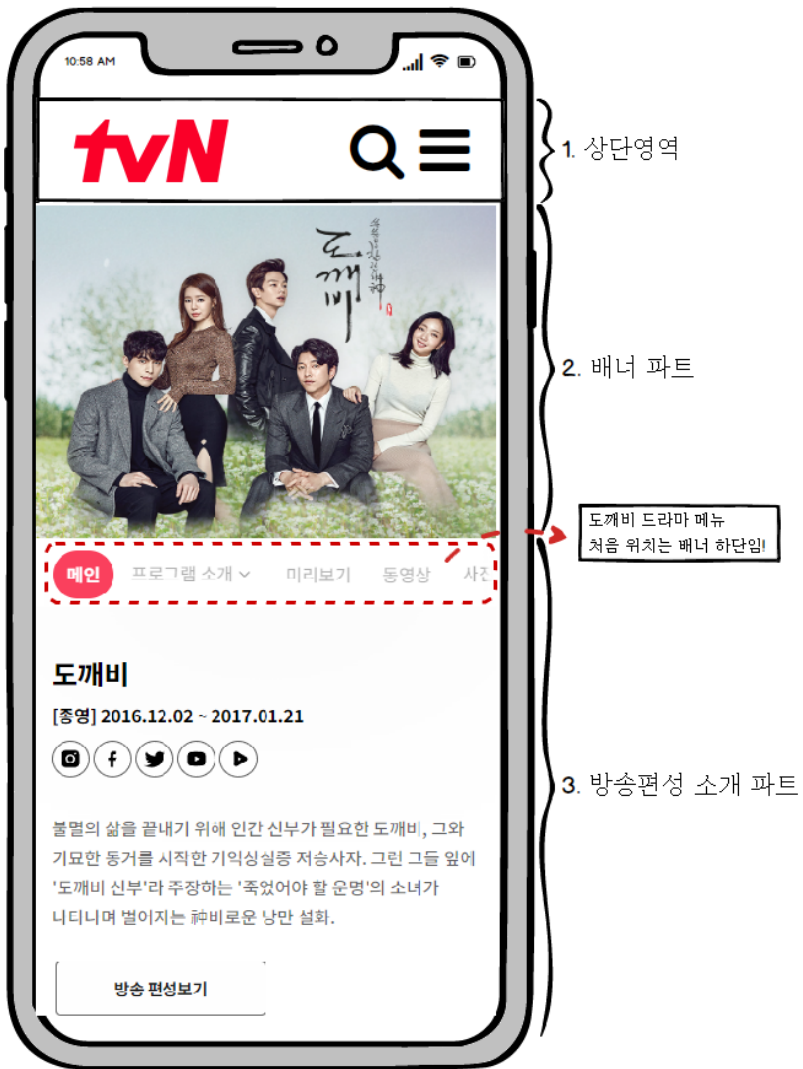 10:58 AM
tvN
1. 상단영역
도깨비
2. 배너 파트
도깨비 드라마 메뉴
처음 위치는 배너 하단임!
메인 프로그램 소개 미리보기 동영상 사진
도깨비
[종영] 2016.12.02 ~ 2017.01.21
3. 방송편성 소개 파트
불멸의 삶을 끝내기 위해 인간 신부가 필요한 도깨비, 그와
기묘한 동거를 시작한 기억싱실증 저승사자. 그런 그들 앞에
'도깨비 신부'라 주장하는 '죽었어야 할 운명'의 소녀가
니티니며 벌어지는 神비로운 낭만 설화.
방송 편성보기